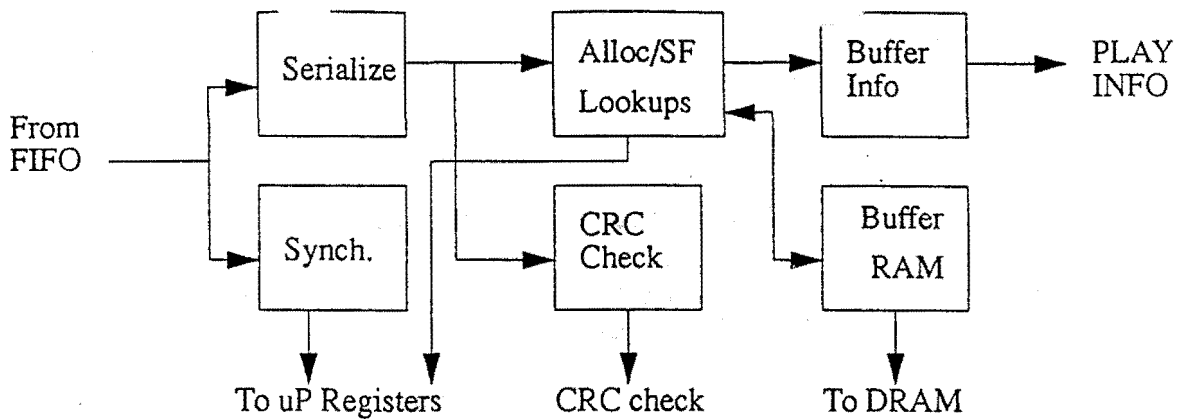 Serialize
Alloc/SF
Lookups
Buffer
Info
PLAY
INFO
From
FIFO
Synch.
CRC
Check
Buffer
RAM
To uP Registers
CRC check
To DRAM